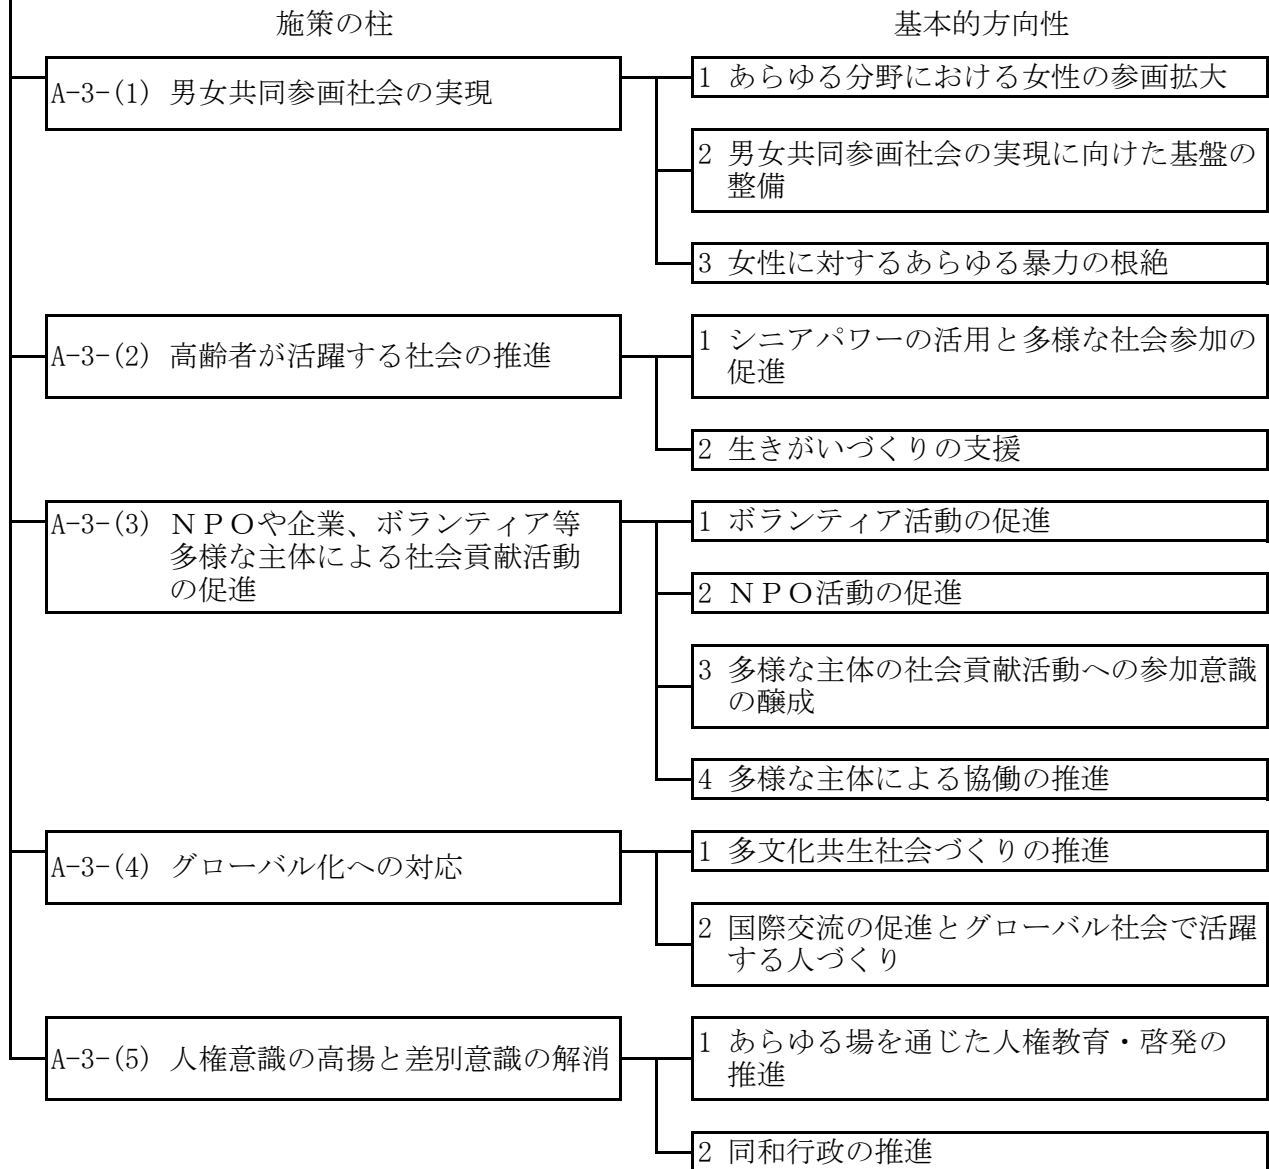 施策の柱
基本的方向性
A-3-(1) 男女共同参画社会の実現
1 あらゆる分野における女性の参画拡大
2 男女共同参画社会の実現に向けた基盤の
整備
3 女性に対するあらゆる暴力の根絶
A-3-(2) 高齢者が活躍する社会の推進
1 シニアパワーの活用と多様な社会参加の
促進
2 生きがいづくりの支援
A-3-(3) ＮＰＯや企業、ボランティア等
多様な主体による社会貢献活動
の促進
1 ボランティア活動の促進
2 ＮＰＯ活動の促進
3 多様な主体の社会貢献活動への参加意識
の醸成
4 多様な主体による協働の推進
A-3-(4) グローバル化への対応
1 多文化共生社会づくりの推進
2 国際交流の促進とグローバル社会で活躍
する人づくり
A-3-(5) 人権意識の高揚と差別意識の解消
1 あらゆる場を通じた人権教育・啓発の
推進
2 同和行政の推進